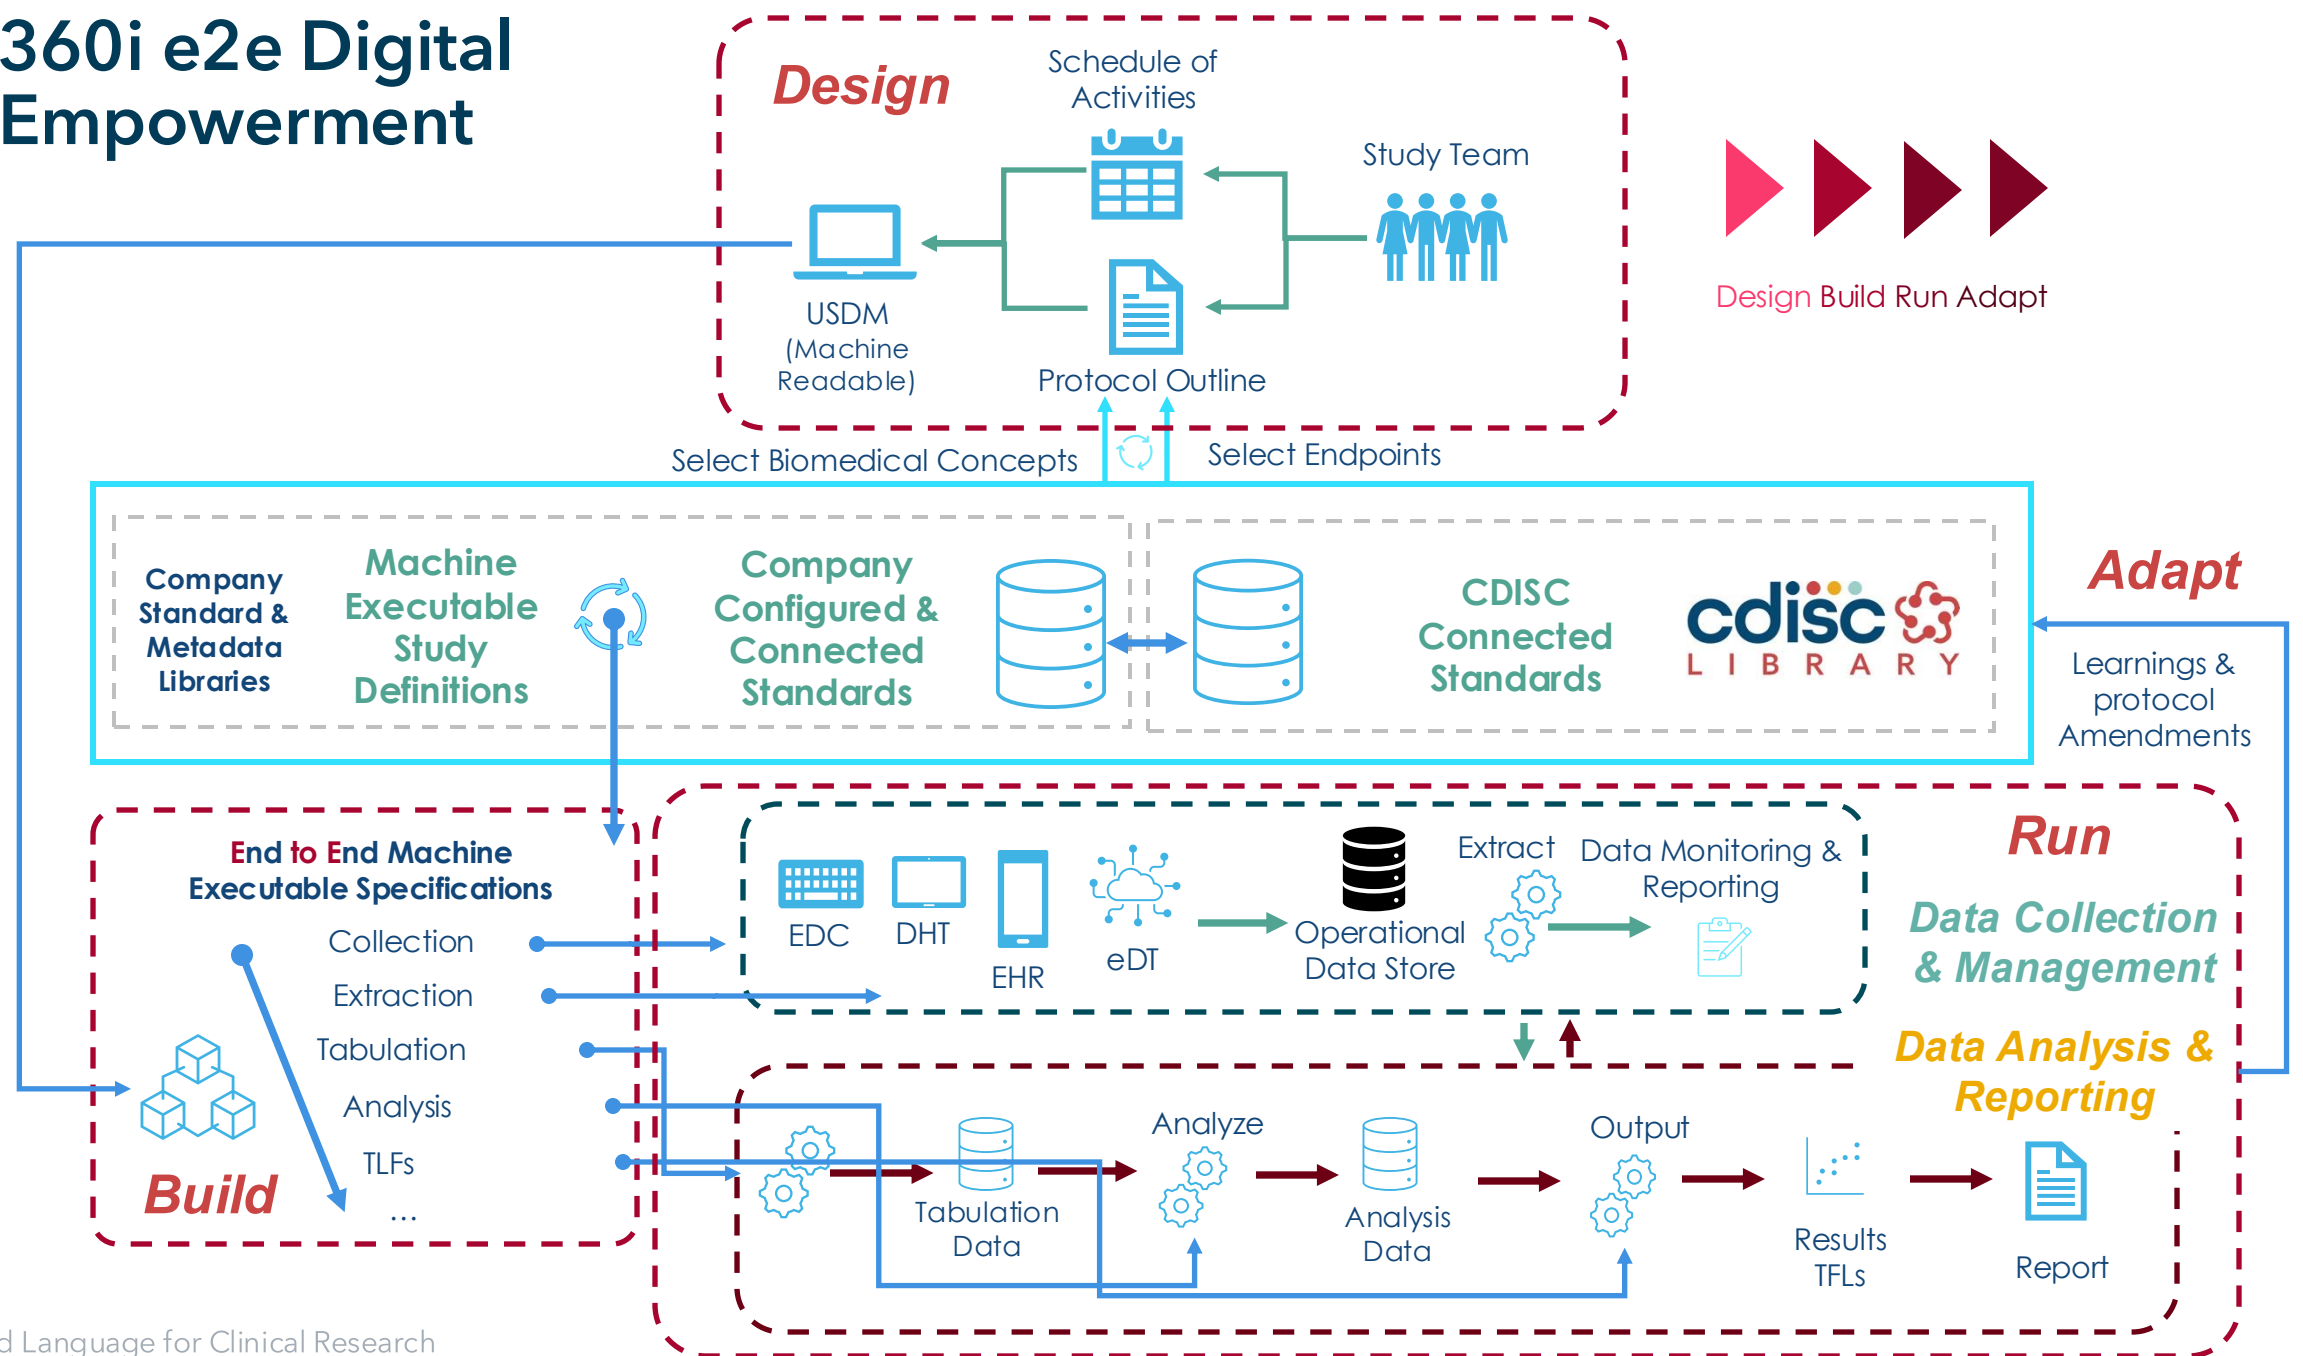 360i e2e Digital
Empowerment
Design
Schedule of
Activities
Study Team
USDM
(Machine
Readable)
Protocol Outline
Design Build Run Adapt
Select Biomedical Concepts
Select Endpoints
Company
Standard &
Metadata
Libraries
Machine
Executable
Study
Definitions
Company
Configured &
Connected
Standards
CDISC
Connected
Standards
cdisc
LIBRARY
Adapt
Learnings &
protocol
Amendments
End to End Machine
Executable Specifications
Collection
Extraction
Tabulation
Analysis
TLFs
...
Build
EDC
DHT
EHR
eDT
Operational
Data Store
Extract
Data Monitoring &
Reporting
Run
Data Collection
& Management
Data Analysis &
Reporting
Tabulation
Data
Analyze
Analysis
Data
Output
Results
TFLs
Report
d Language for Clinical Research